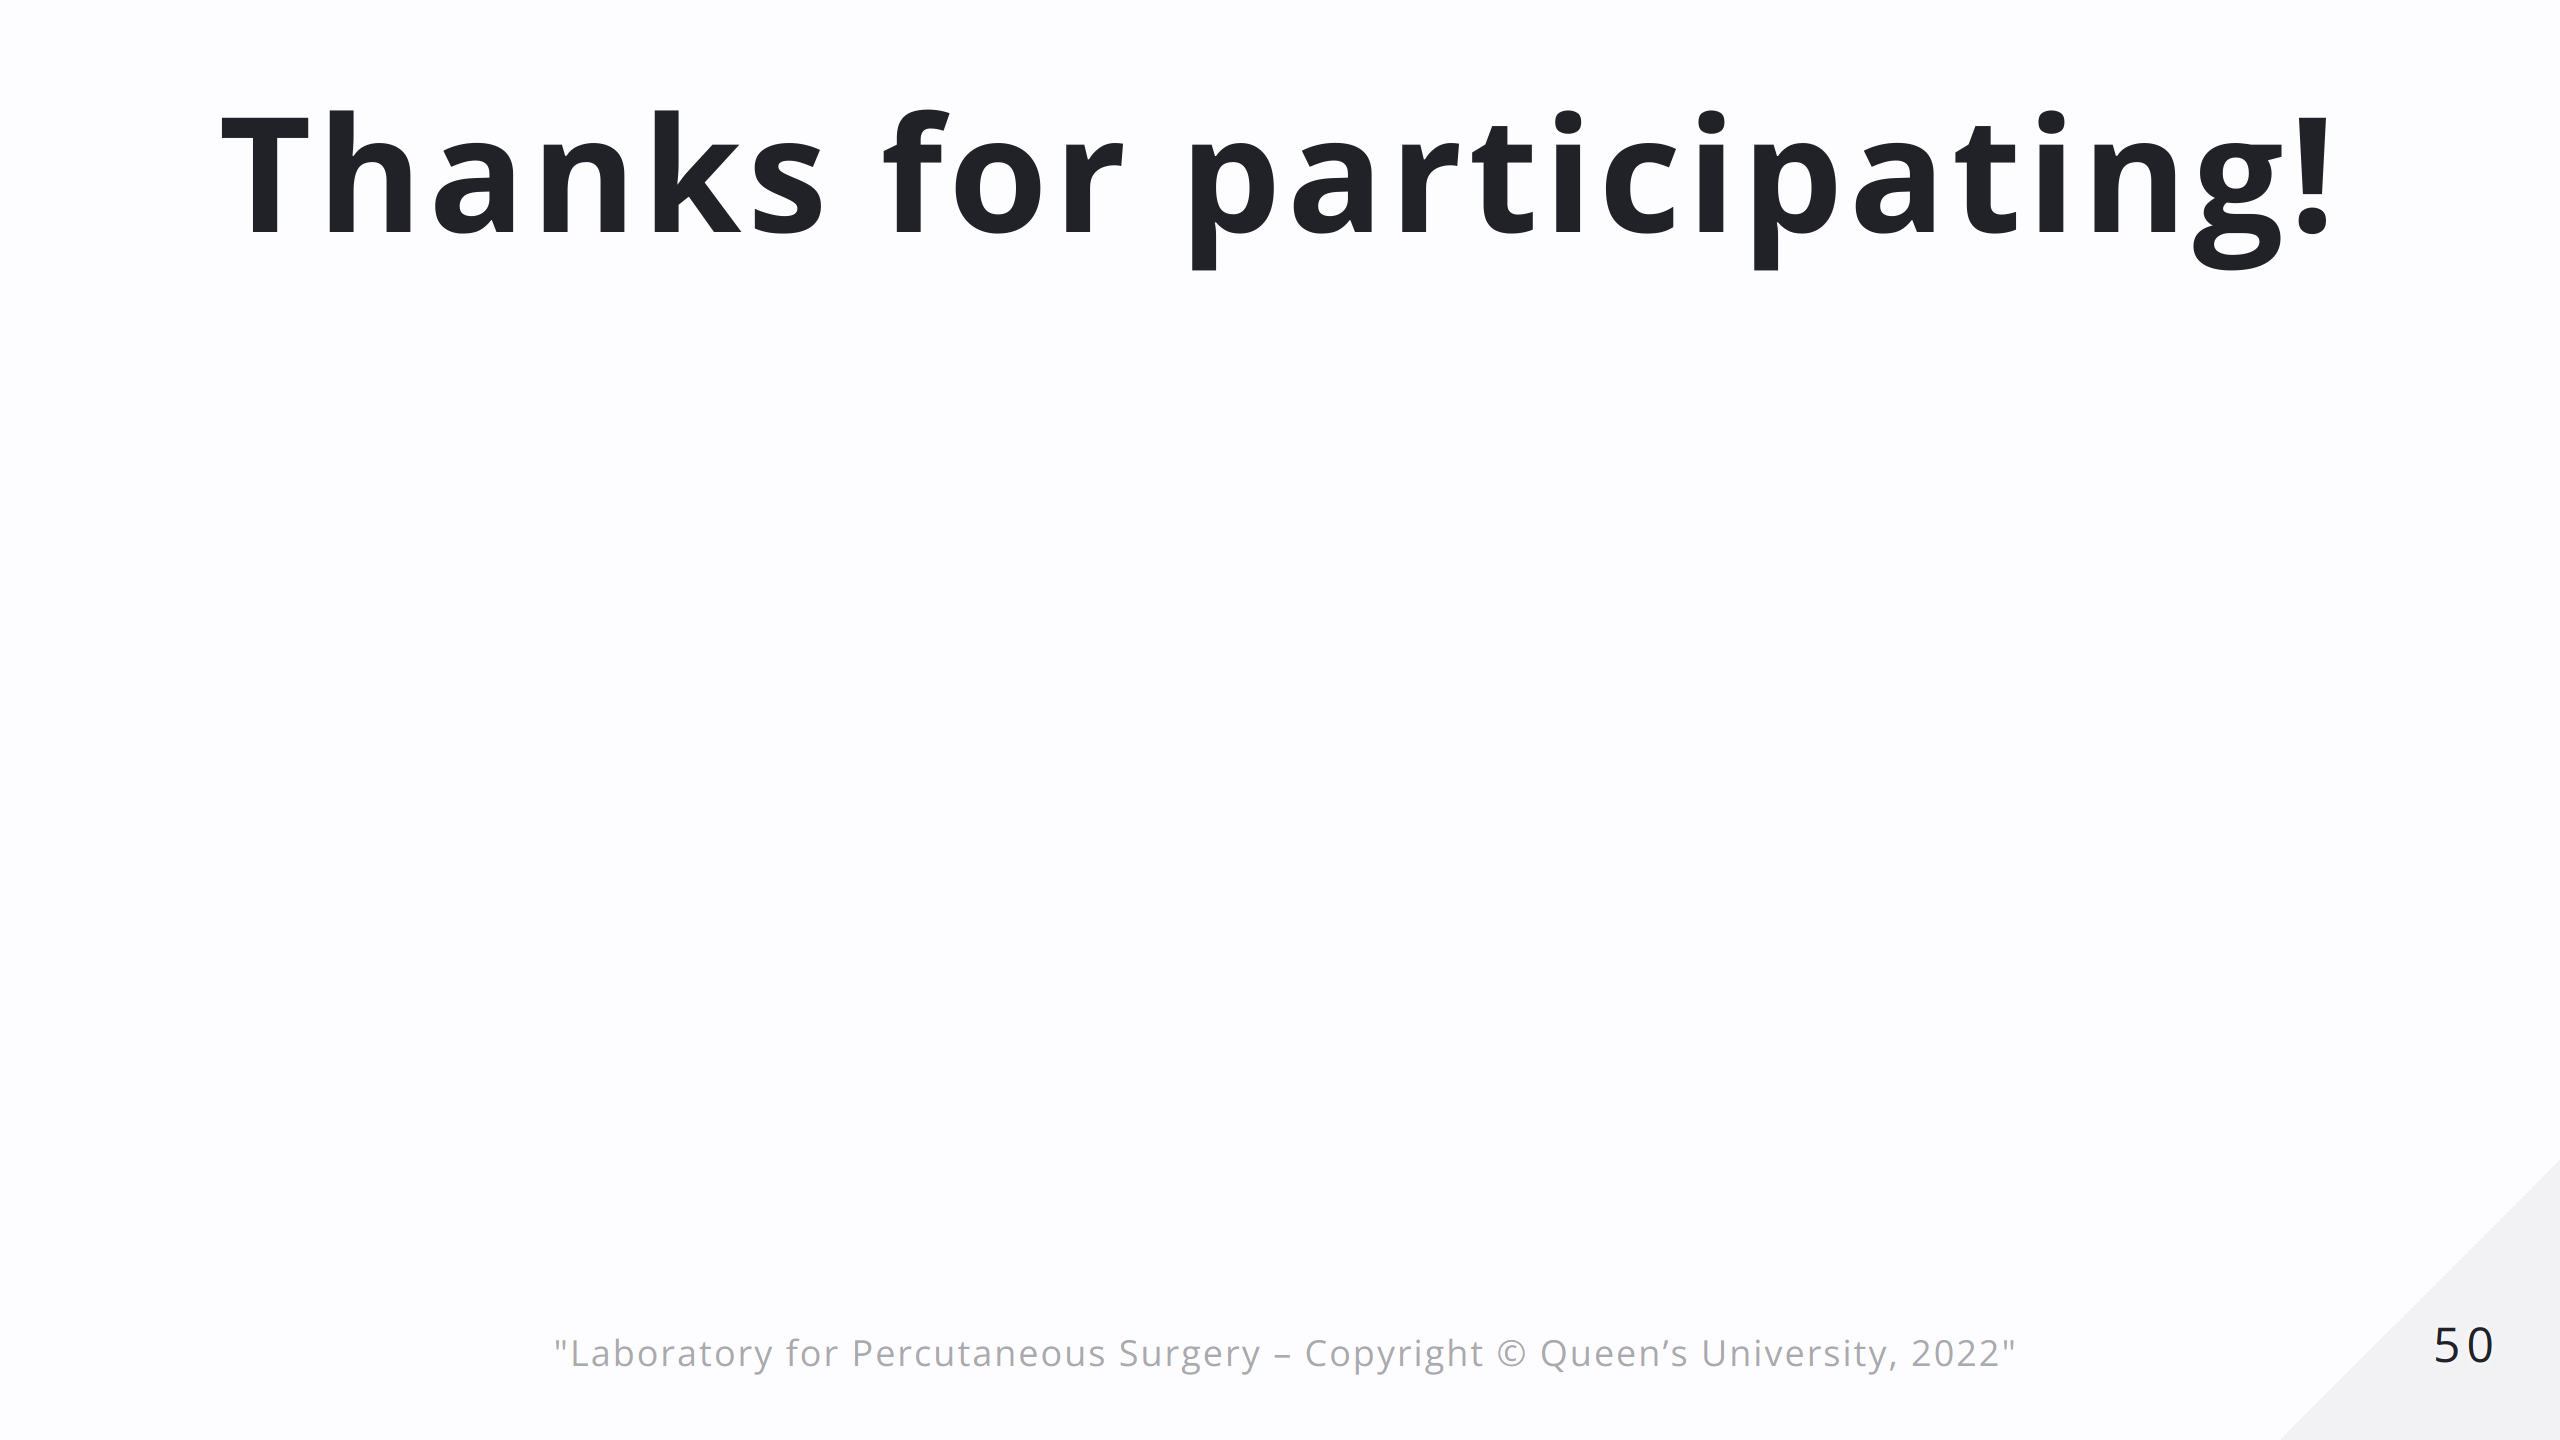 Thanks for participating!
"Laboratory for Percutaneous Surgery – Copyright © Queen’s University, 2022"
50